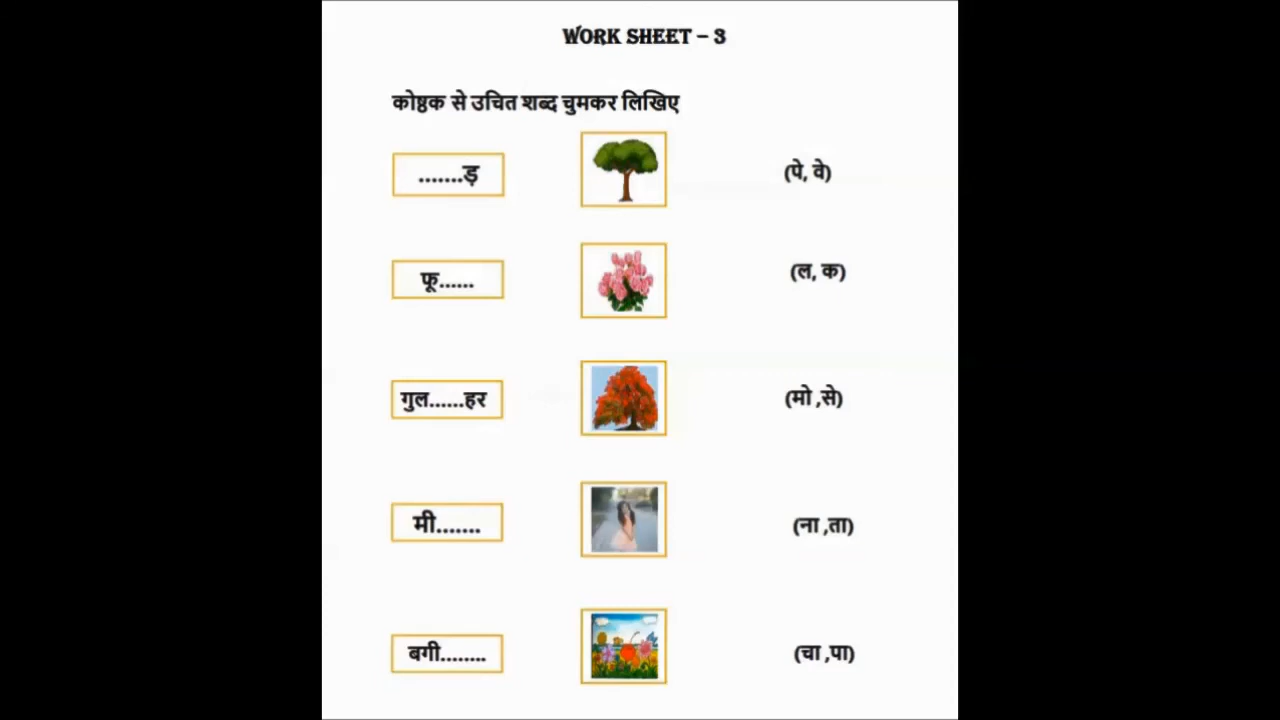 WORK SHEET – 3
कोष्ठक से उचित शब्द चुमकर लिखिए
.......ड़ (पे, वे)
फू...... (ल, क)
गुल......हर (मो ,से)
मी....... (ना ,ता)
बगी........ (चा ,पा)